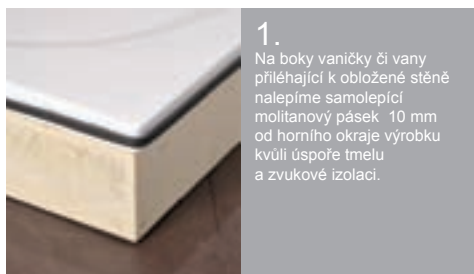 1.
Na boky vaničky či vany
přiléhající k obložené stěně
nalepíme samolepící
molitanový pásek 10 mm
od horního okraje výrobku
kvůli úspoře tmelu
a zvukové izolaci.